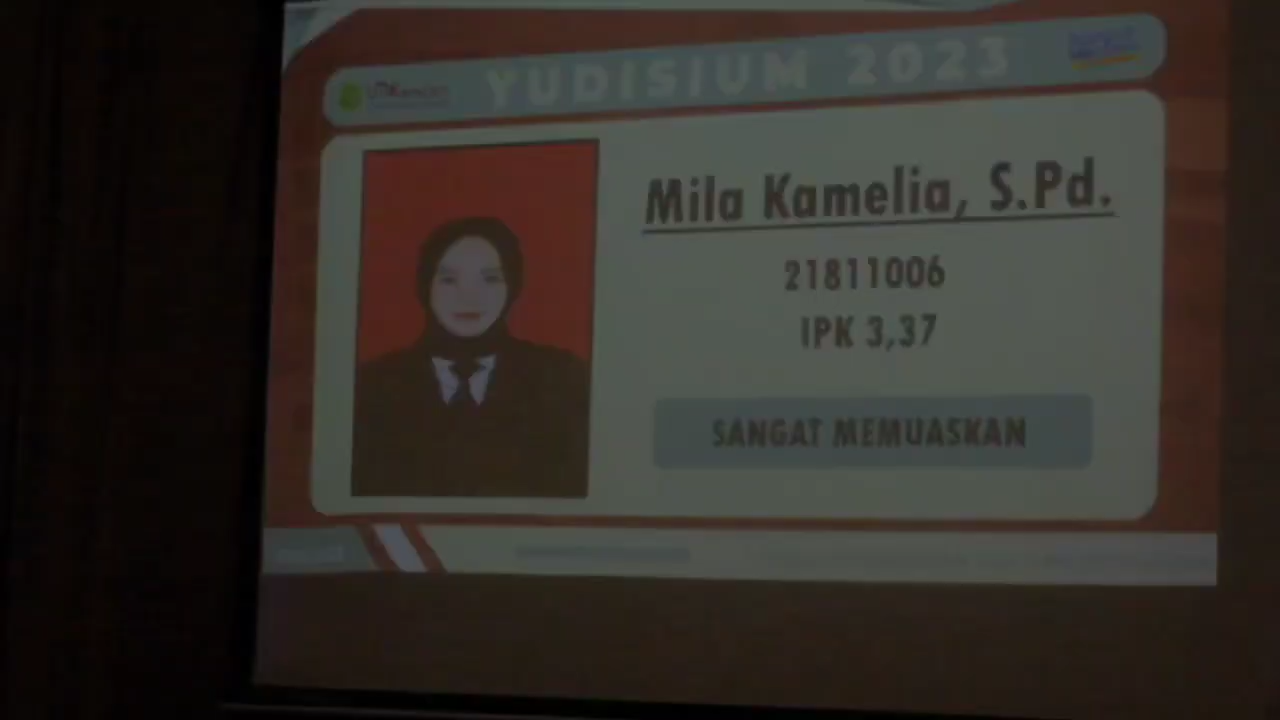 YUDISIUM 2023
Mila Kamelia, S.Pd.
21811006
IPK 3,37
SANGAT MEMUASKAN